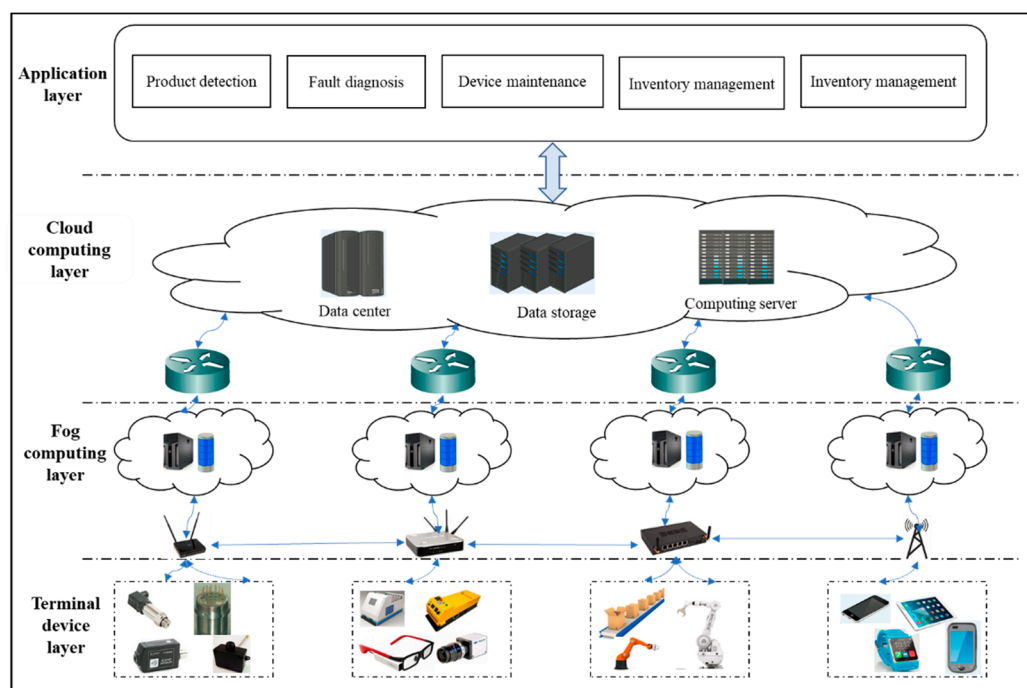 Application
layer
Product detection
Fault diagnosis
Device maintenance
Inventory management
Inventory management
Cloud
computing
layer
Data center
Data storage
Computing server
Fog
computing
layer
Terminal
device
layer